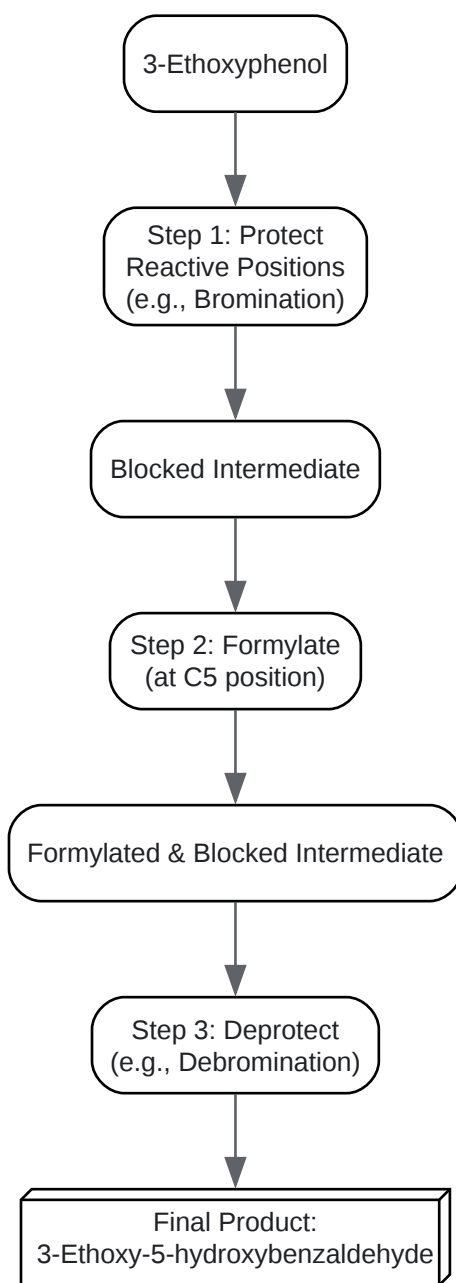 3-Ethoxyphenol
Step 1: Protect
Reactive Positions
(e.g., Bromination)
Blocked Intermediate
Step 2: Formylate
(at C5 position)
Formylated & Blocked Intermediate
Step 3: Deprotect
(e.g., Debromination)
Final Product:
3-Ethoxy-5-hydroxybenzaldehyde